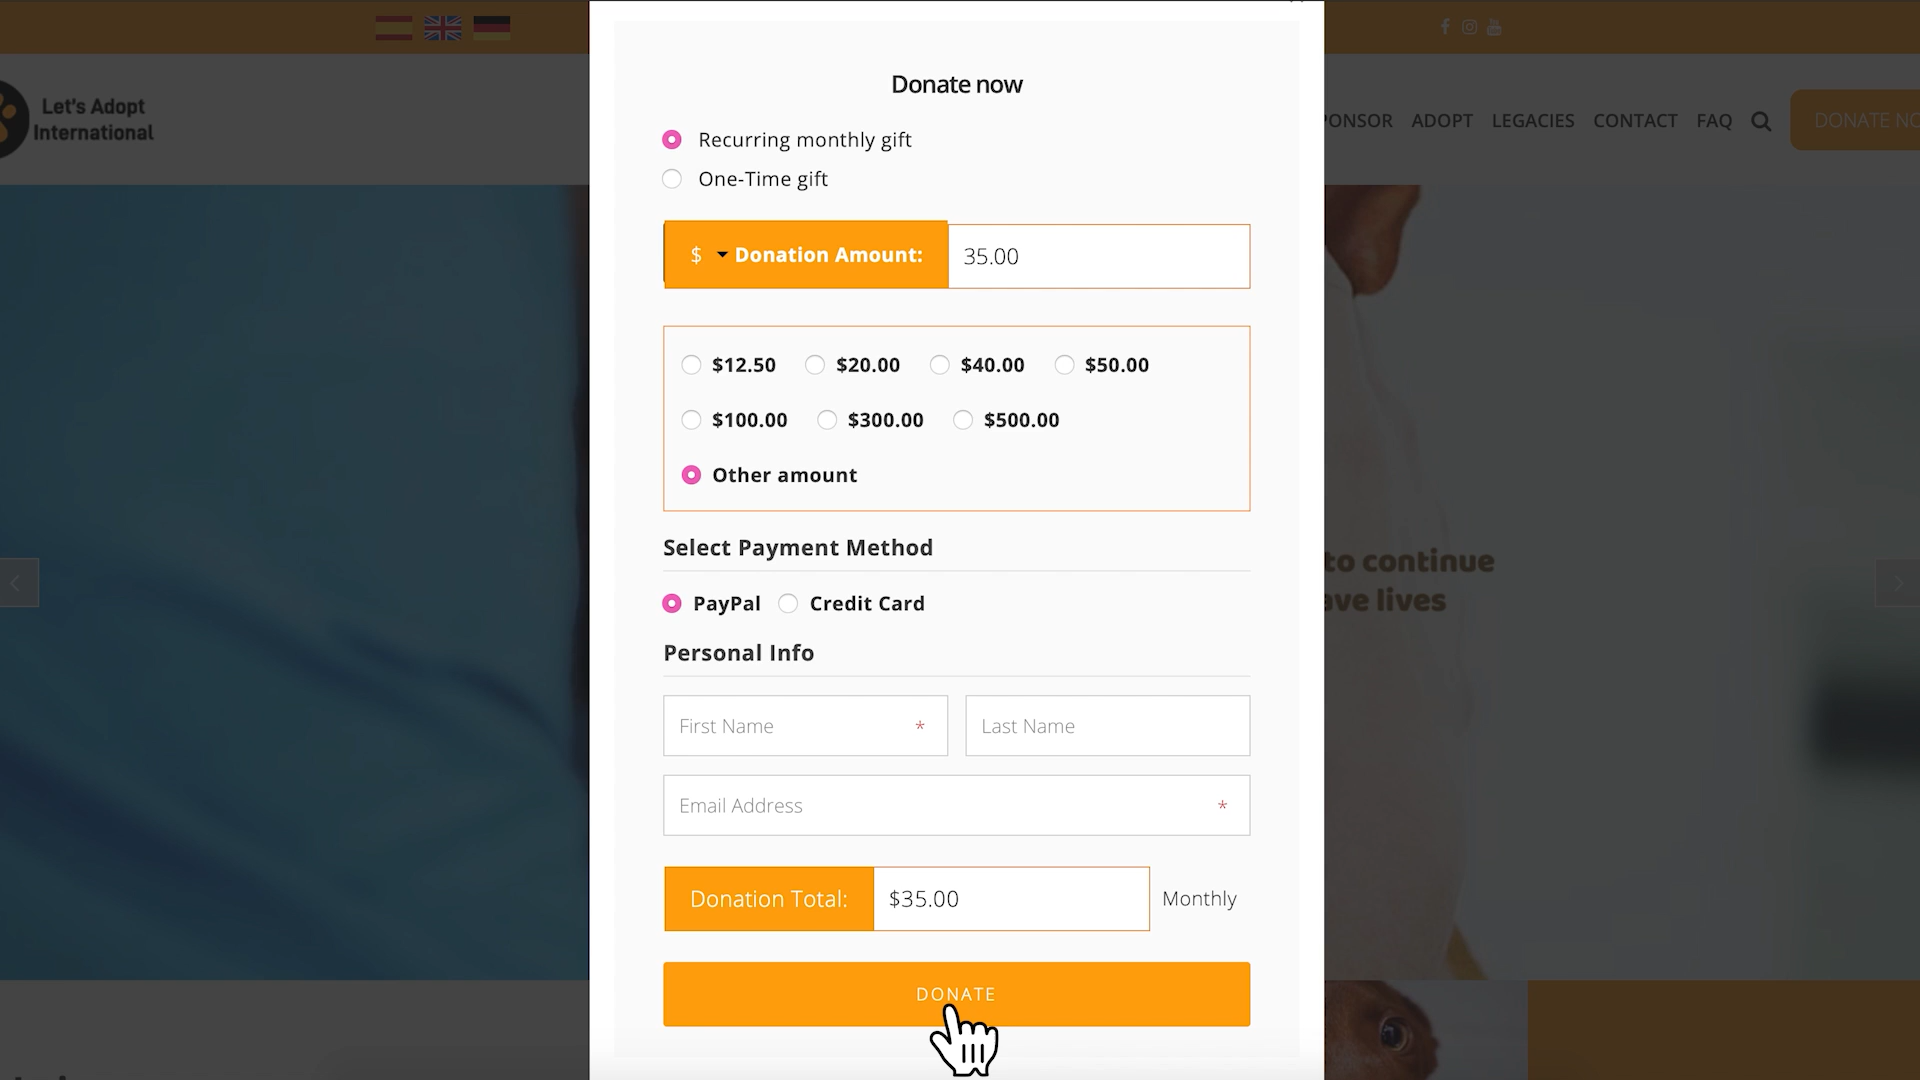 Let's Adopt
International
PONSOR ADOPT LEGACIES CONTACT FAQ
DONATE NO
to continue
ave lives
Donate now
Recurring monthly gift
One-Time gift
$ Donation Amount: 35.00
$12.50 $20.00 $40.00 $50.00
$100.00 $300.00 $500.00
Other amount
Select Payment Method
PayPal Credit Card
Personal Info
First Name * Last Name
Email Address *
Donation Total: $35.00 Monthly
DONATE